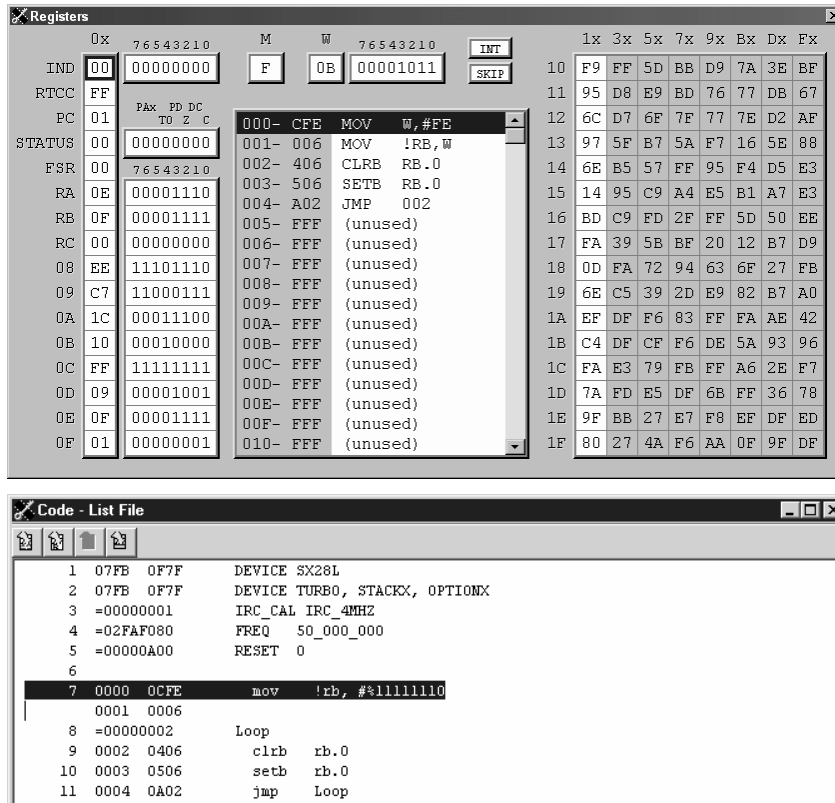 Registers
0x 76543210 M W 76543210 INT 1x 3x 5x 7x 9x Bx Dx Fx
IND 00 00000000 F 0B 00001011 SKIP 10 F9 FF 5D BB D9 7A 3E BF
RTCC FF 11 95 D8 E9 BD 76 77 DB 67
PAx PD DC
TO Z C
PC 01 000- CFE MOV W,#FE 12 6C D7 6F 7F 77 7E D2 AF
STATUS 00 00000000 001- 006 MOV !RB,W 13 97 5F B7 5A F7 16 5E 88
FSR 00 76543210 002- 406 CLRB RB.0 14 6E B5 57 FF 95 F4 D5 E3
RA 0E 00001110 003- 506 SETB RB.0 15 14 95 C9 A4 E5 B1 A7 E3
004- A02 JMP 002
RB 0F 00001111 005- FFF (unused) 16 BD C9 FD 2F FF 5D 50 EE
RC 00 00000000 006- FFF (unused) 17 FA 39 5B BF 20 12 B7 D9
08 EE 11101110 007- FFF (unused) 18 0D FA 72 94 63 6F 27 FB
008- FFF (unused)
09 C7 11000111 009- FFF (unused) 19 6E C5 39 2D E9 82 B7 A0
0A 1C 00011100 00A- FFF (unused) 1A EF DF F6 83 FF FA AE 42
0B 10 00010000 00B- FFF (unused) 1B C4 DF CF F6 DE 5A 93 96
0C FF 11111111 00C- FFF (unused) 1C FA E3 79 FB FF A6 2E F7
0D 09 00001001 00D- FFF (unused) 1D 7A FD E5 DF 6B FF 36 78
00E- FFF (unused)
0E 0F 00001111 00F- FFF (unused) 1E 9F BB 27 E7 F8 EF DF ED
0F 01 00000001 010- FFF (unused) 1F 80 27 4A F6 AA 0F 9F DF
Code - List File
1 07FB 0F7F DEVICE SX28L
2 07FB 0F7F DEVICE TURBO, STACKX, OPTIONX
3 =00000001 IRC_CAL IRC_4MHZ
4 =02FAF080 FREQ 50_000_000
5 =00000A00 RESET 0
6
7 0000 0CFE mov !rb, #%11111110
0001 0006
8 =00000002 Loop
9 0002 0406 clrb rb.0
10 0003 0506 setb rb.0
11 0004 0A02 jmp Loop